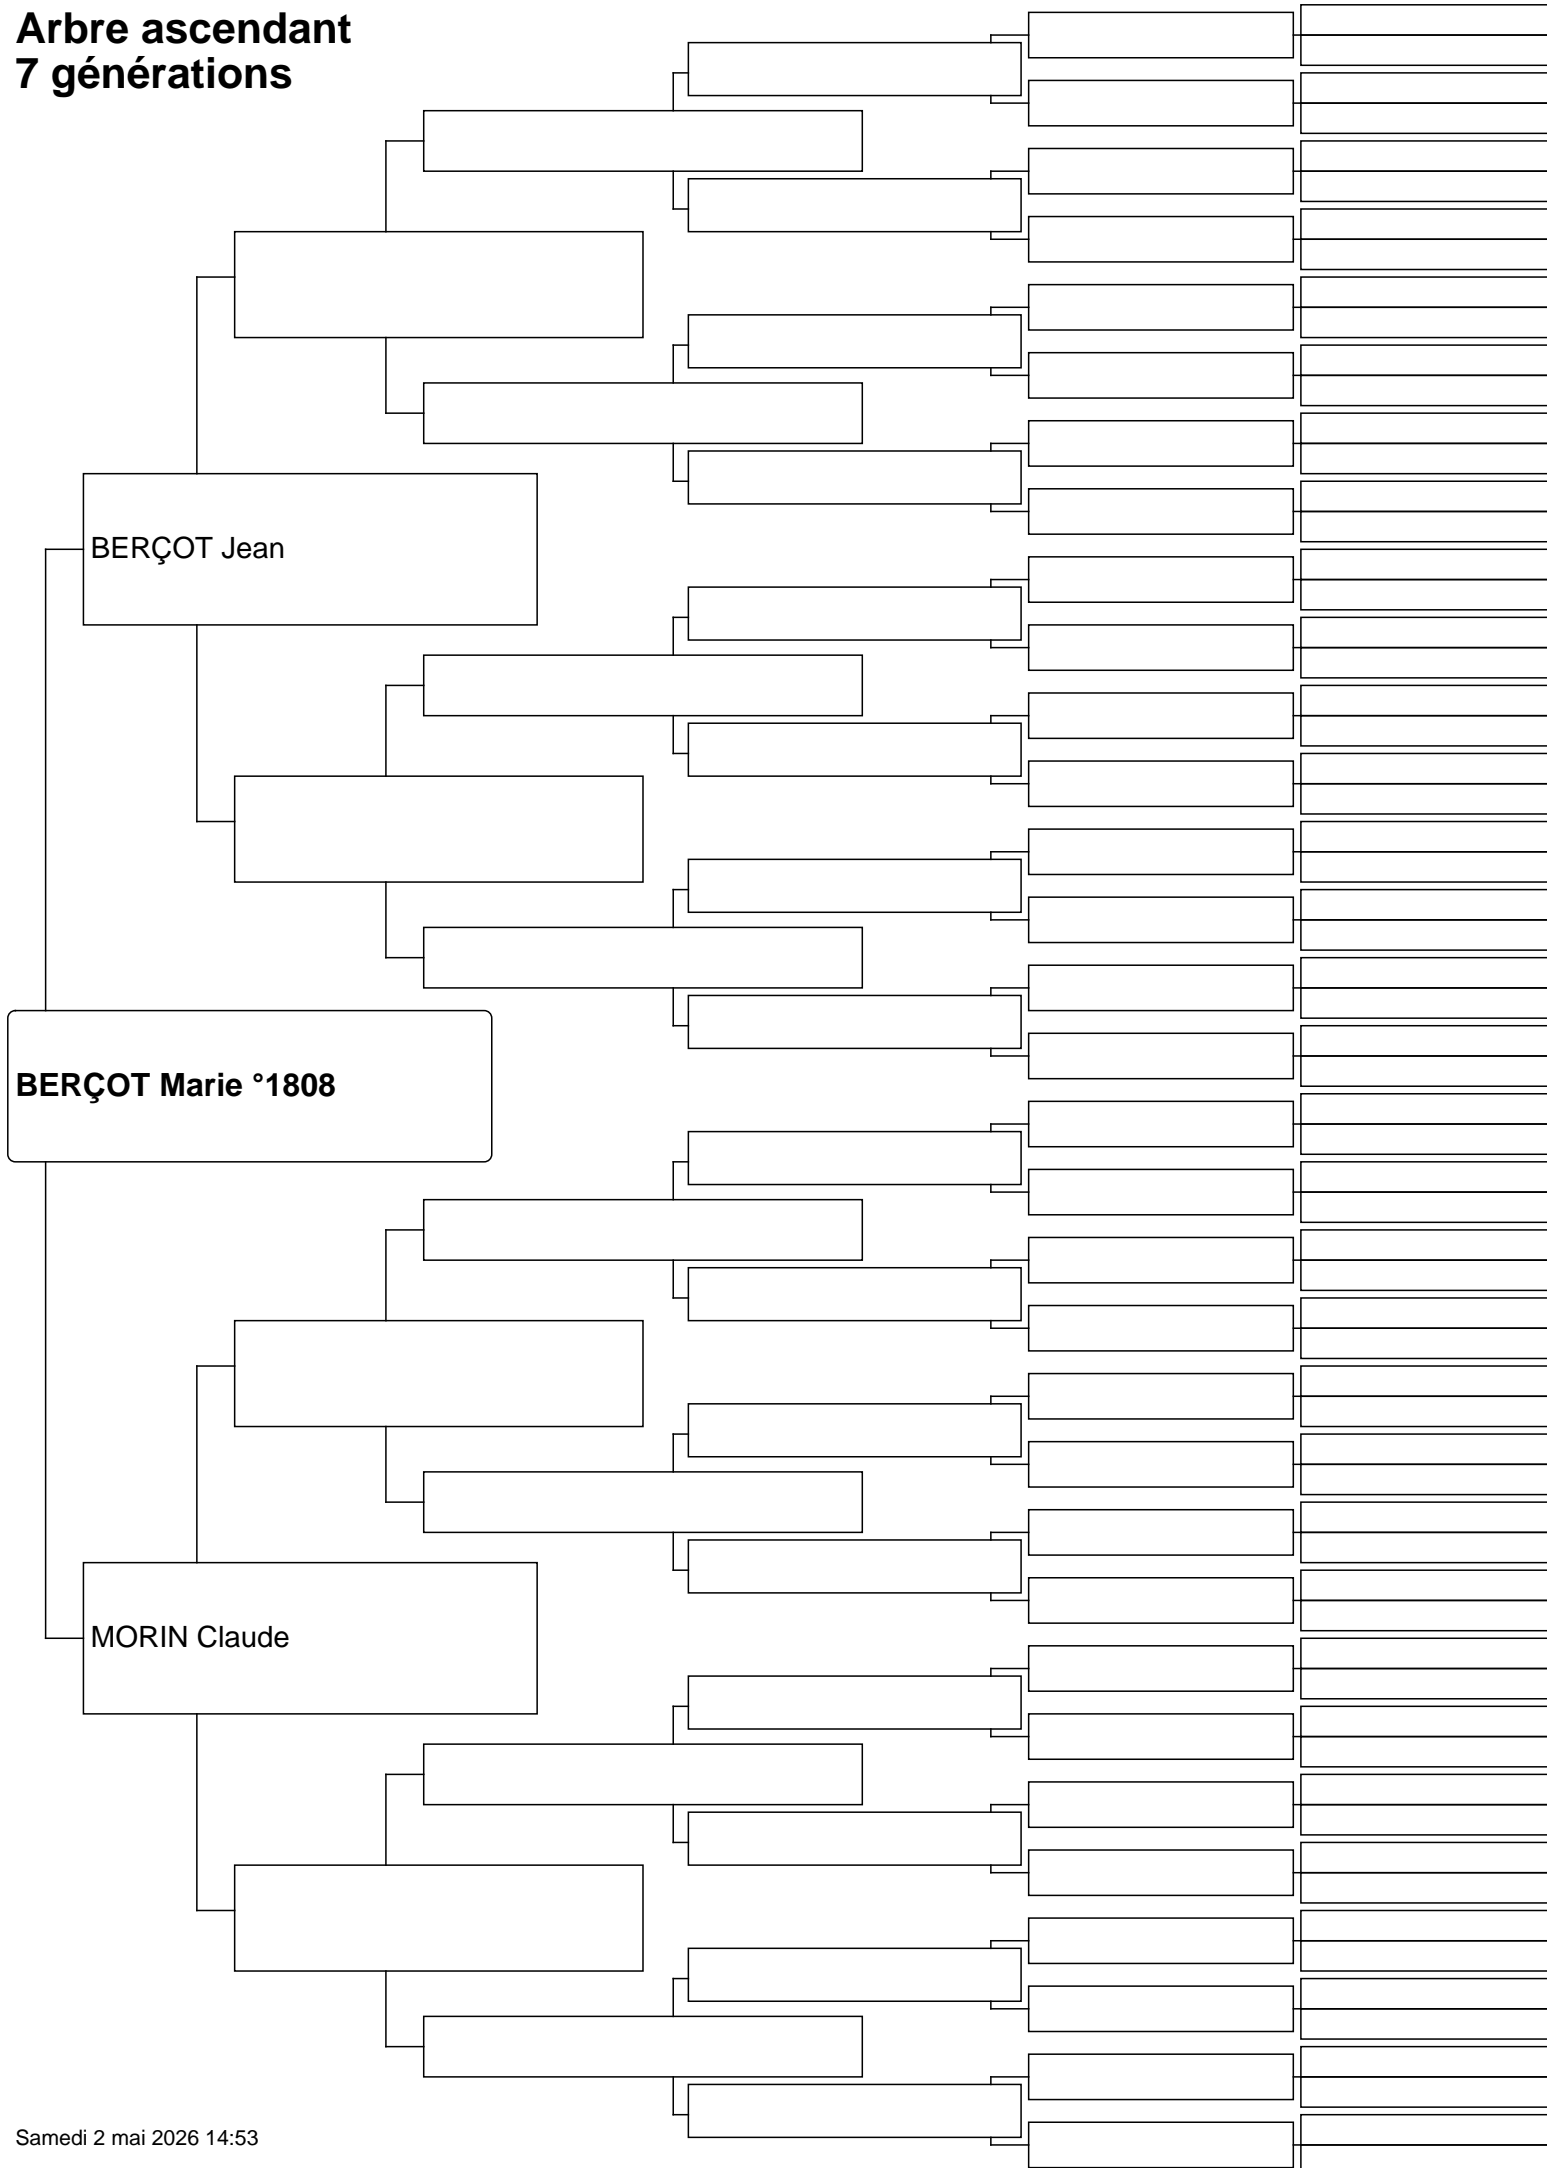 Arbre ascendant
7 générations
BERÇOT Jean
BERÇOT Marie °1808
MORIN Claude
Samedi 2 mai 2026 14:53